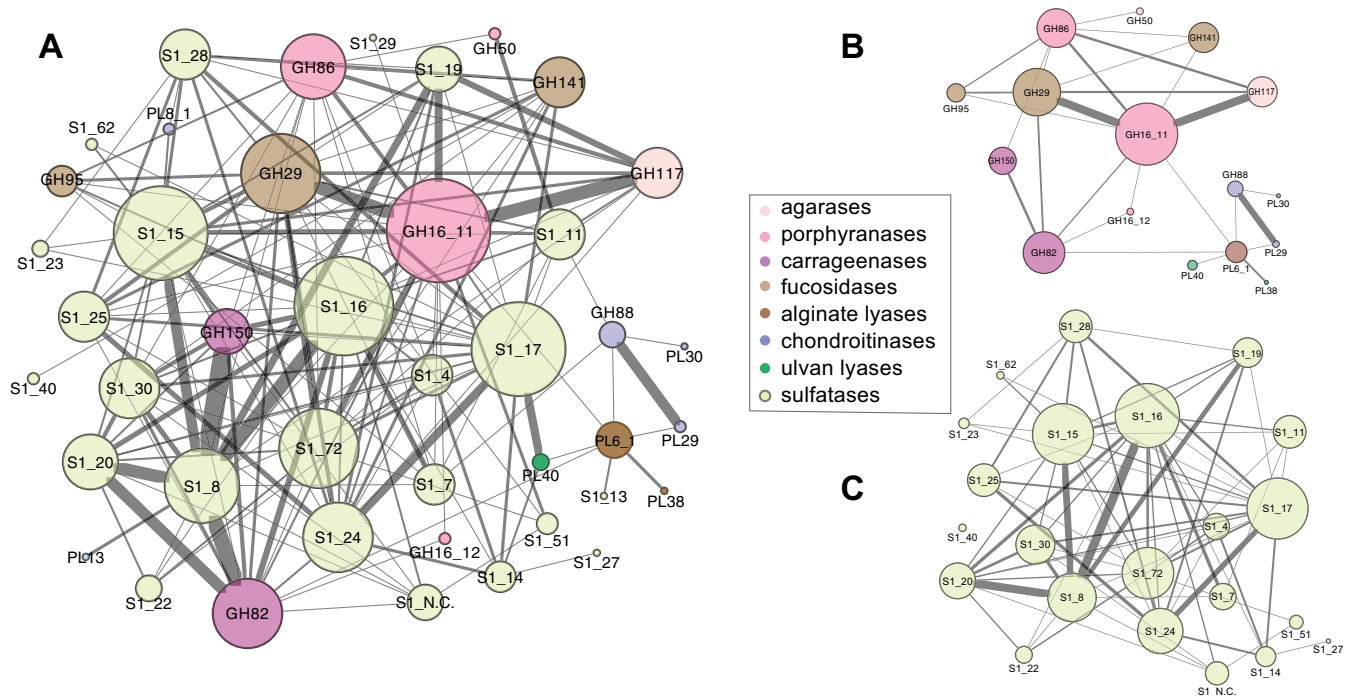 A
S1_28
GH86
S1_29
GH50
S1_19
GH141
PL8_1
S1_62
GH95
GH29
GH117
S1_15
GH16_11
S1_11
S1_23
S1_25
S1_16
GH150
S1_17
GH88
PL30
S1_40
S1_30
S1_4
S1_72
PL6_1
PL29
S1_20
S1_8
S1_7
PL40
S1_13
PL38
S1_24
S1_51
PL13
GH16_12
S1_27
S1_14
S1_22
GH82
S1_N.C.
agarases
porphyranases
carrageenases
fucosidases
alginate lyases
chondroitinases
ulvan lyases
sulfatases
B
GH86
GH50
GH141
GH95
GH29
GH117
GH16_11
GH150
GH88
PL30
GH16_12
GH82
PL6_1
PL29
PL40
PL38
C
S1_28
S1_19
S1_62
S1_16
S1_23
S1_15
S1_11
S1_25
S1_17
S1_4
S1_40
S1_30
S1_72
S1_20
S1_8
S1_7
S1_24
S1_51
S1_27
S1_22
S1_14
S1_N.C.